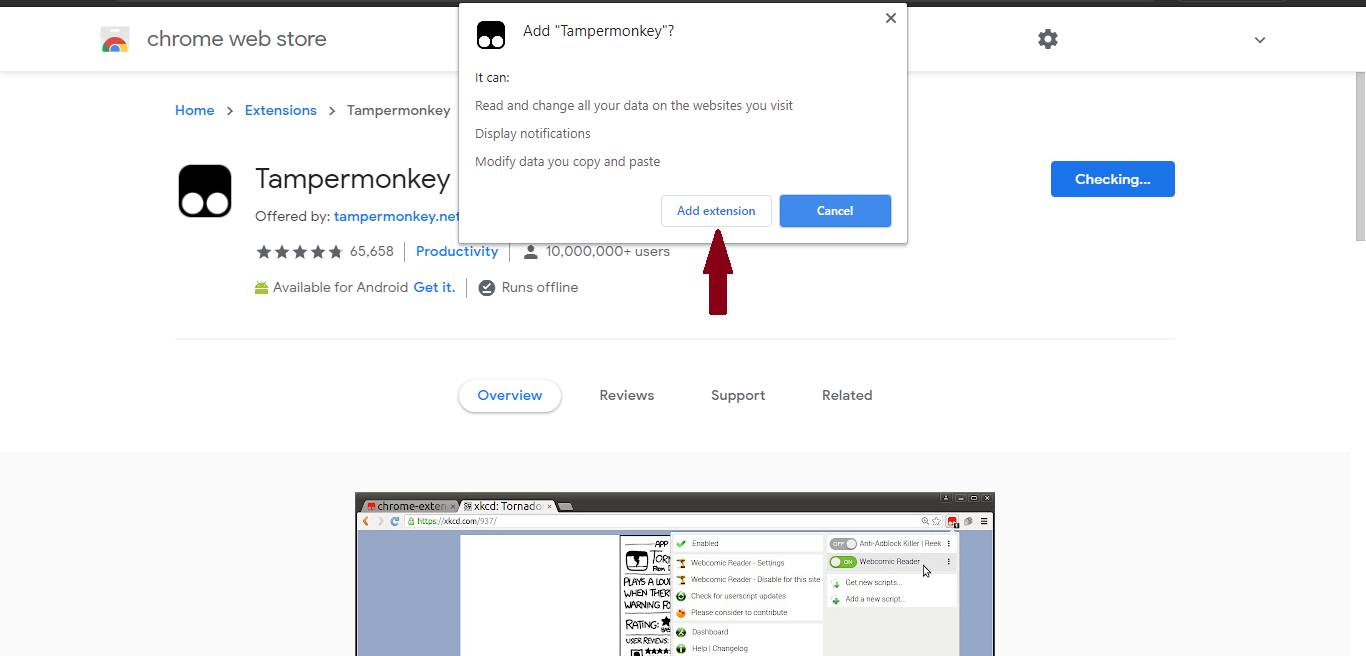 chrome web store
Add "Tampermonkey"?
It can:
Read and change all your data on the websites you visit
Display notifications
Modify data you copy and paste
Add extension
Cancel
Home > Extensions > Tampermonkey
Tampermonkey
Checking...
Offered by: tampermonkey.net
65,658 Productivity 10,000,000+ users
Available for Android Get it. Runs offline
Overview Reviews Support Related
chrome-exten xkcd: Tornado
https://xkcd.com/937/
APP
TOR
FROM
PLAYS A LOU
WHEN THER
WARNING FO
RATING:
USER REVIEWS:
Enabled
Webcomic Reader - Settings
Webcomic Reader - Disable for this site
Check for userscript updates
Please consider to contribute
Dashboard
Help | Changelog
OFF Anti-Adblock Killer | Reek
ON Webcomic Reader
Get new scripts...
Add a new script...